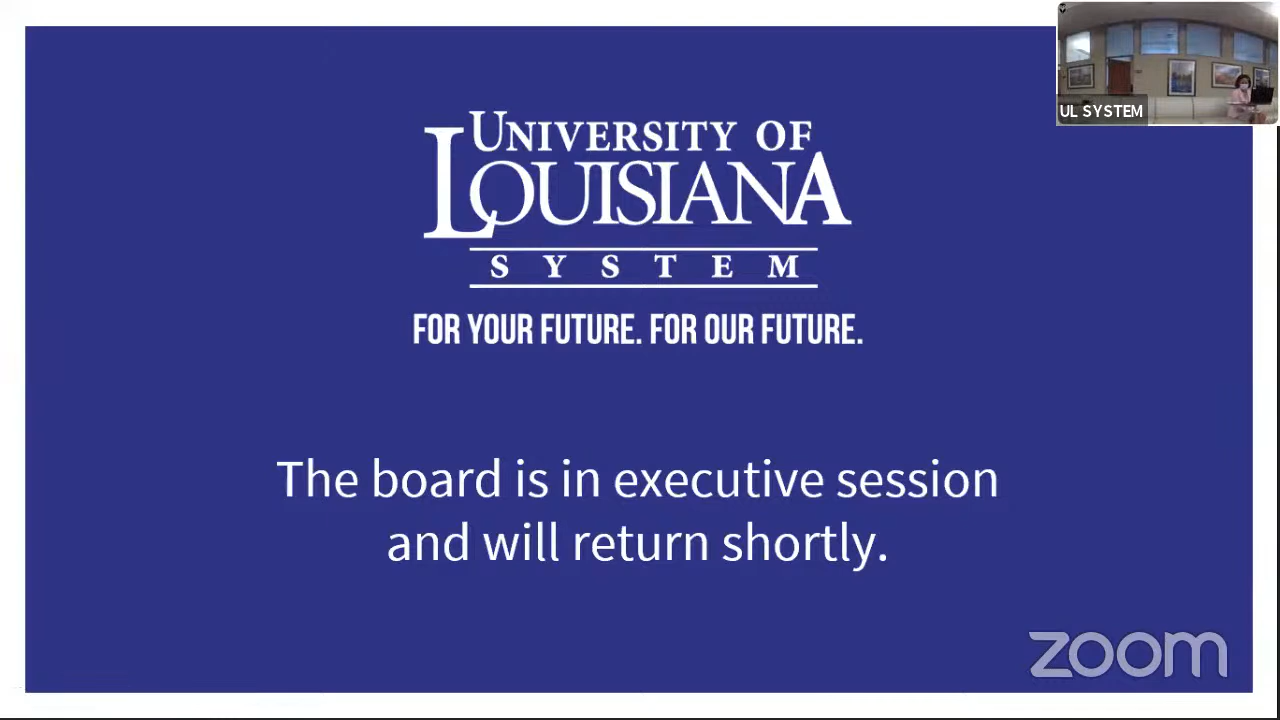 UL SYSTEM
UNIVERSITY OF
LOUISIANA
SYSTEM
FOR YOUR FUTURE. FOR OUR FUTURE.
The board is in executive session
and will return shortly.
zoom